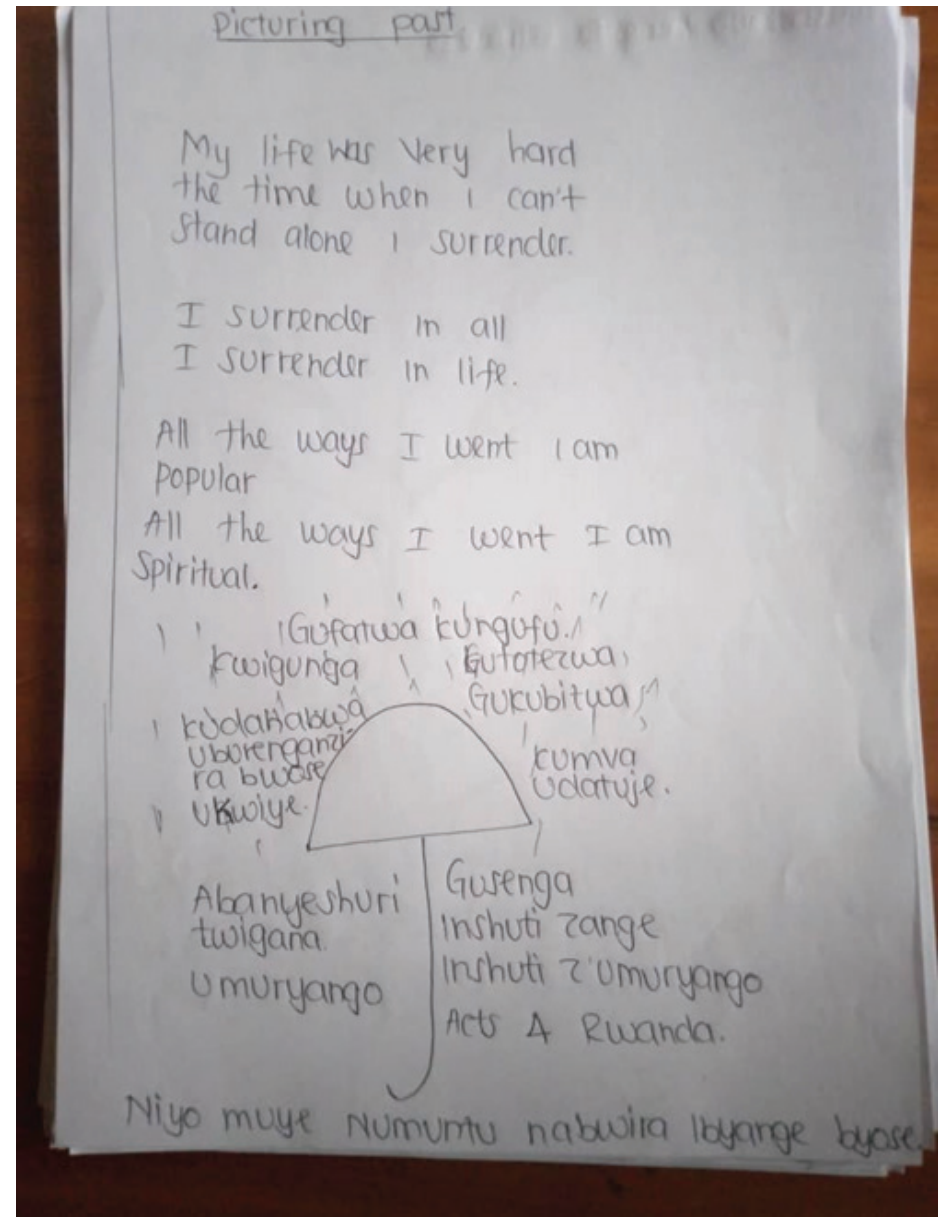 Picturing past
My life was very hard
the time when I can't
stand alone I surrender.
I surrender in all
I surrender in life.
All the ways I went I am
popular
All the ways I went I am
Spiritual.
Gufatwa kungufu.
Kwigunga
Gutotezwa
Gukubitwa
kudahabwa
uburenganzi-
ra bwose
ukwiye.
kumva
udatuje.
Abanyeshuri
twigana
Umuryango
Gusenga
Inshuti zange
Inshuti z'umuryango
Acts 4 Rwanda.
Niyo muye Numuntu nabwira Ibyange byose